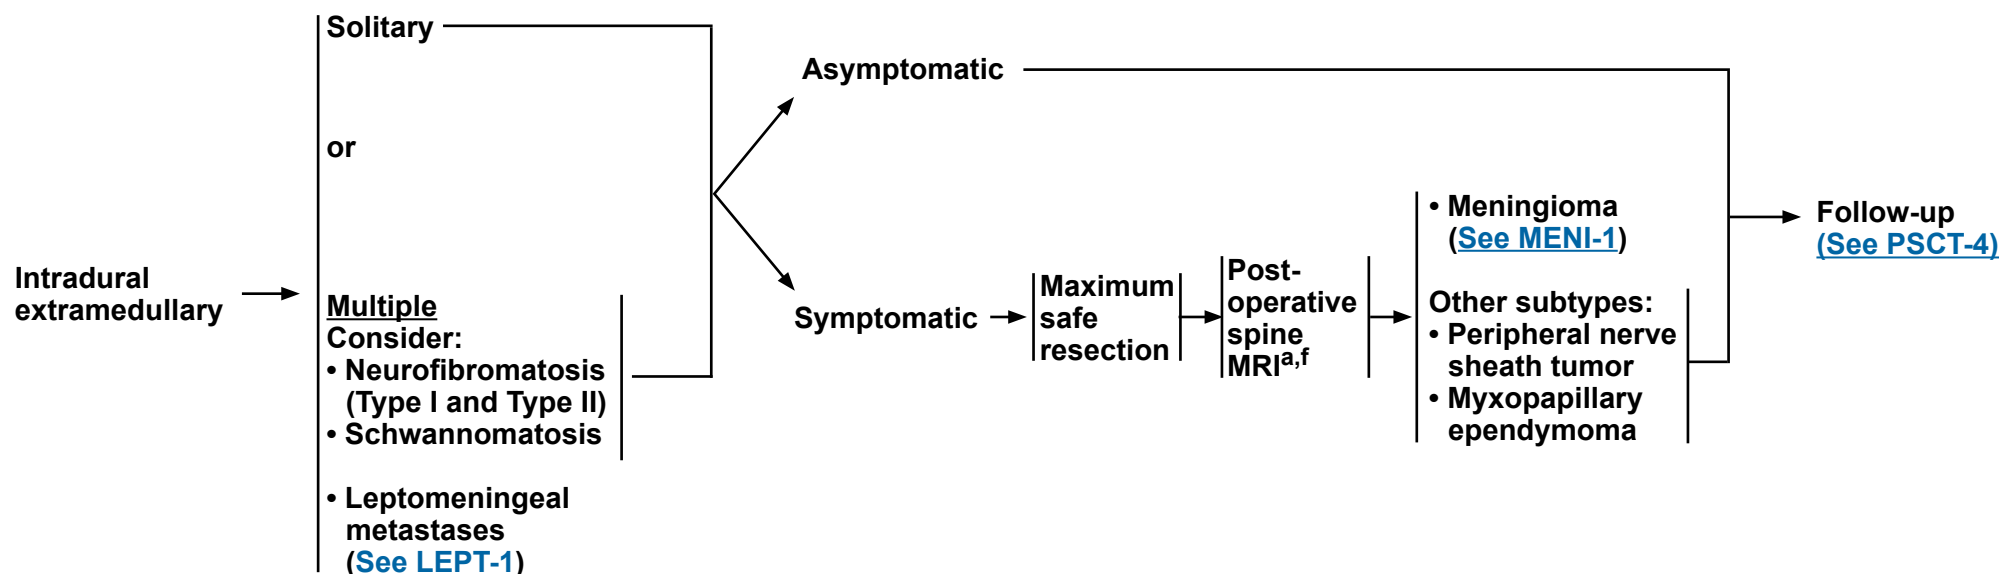 Solitary
or
Intradural
extramedullary
Multiple
Consider:
• Neurofibromatosis
(Type I and Type II)
• Schwannomatosis
• Leptomeningeal
metastases
(See LEPT-1)
Asymptomatic
Symptomatic
Maximum
safe
resection
Post-
operative
spine
MRIa,f
• Meningioma
(See MENI-1)
Other subtypes:
• Peripheral nerve
sheath tumor
• Myxopapillary
ependymoma
Follow-up
(See PSCT-4)